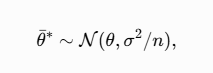 θ̄* ∼ 𝒩(θ, σ²/n),